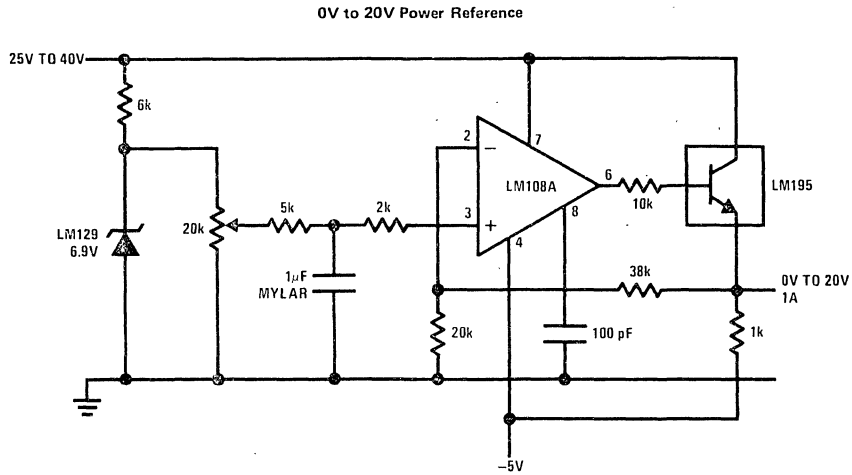 0V to 20V Power Reference
25V TO 40V
6k
2
7
LM108A
6
LM195
10k
LM129
6.9V
20k
5k
2k
3
8
4
1μF
MYLAR
38k
0V TO 20V
1A
20k
100 pF
1k
−5V